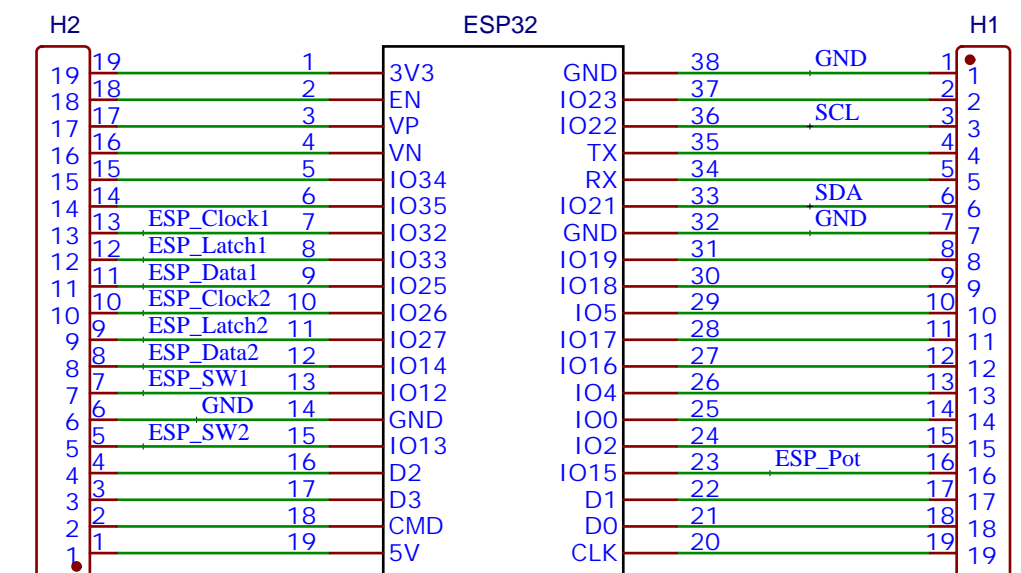 H2 ESP32 H1
19 19 1 3V3 GND 38 GND 1 1
18 18 2 EN IO23 37 2 2
17 17 3 VP IO22 36 SCL 3 3
16 16 4 VN TX 35 4 4
15 15 5 IO34 RX 34 5 5
14 14 6 IO35 IO21 33 SDA 6 6
13 13 ESP_Clock1 7 IO32 GND 32 GND 7 7
12 12 ESP_Latch1 8 IO33 IO19 31 8 8
11 11 ESP_Data1 9 IO25 IO18 30 9 9
10 10 ESP_Clock2 10 IO26 IO5 29 10 10
9 9 ESP_Latch2 11 IO27 IO17 28 11 11
8 8 ESP_Data2 12 IO14 IO16 27 12 12
7 7 ESP_SW1 13 IO12 IO4 26 13 13
6 6 GND 14 GND IO0 25 14 14
5 5 ESP_SW2 15 IO13 IO2 24 15 15
4 4 16 D2 IO15 23 ESP_Pot 16 16
3 3 17 D3 D1 22 17 17
2 2 18 CMD D0 21 18 18
1 1 19 5V CLK 20 19 19